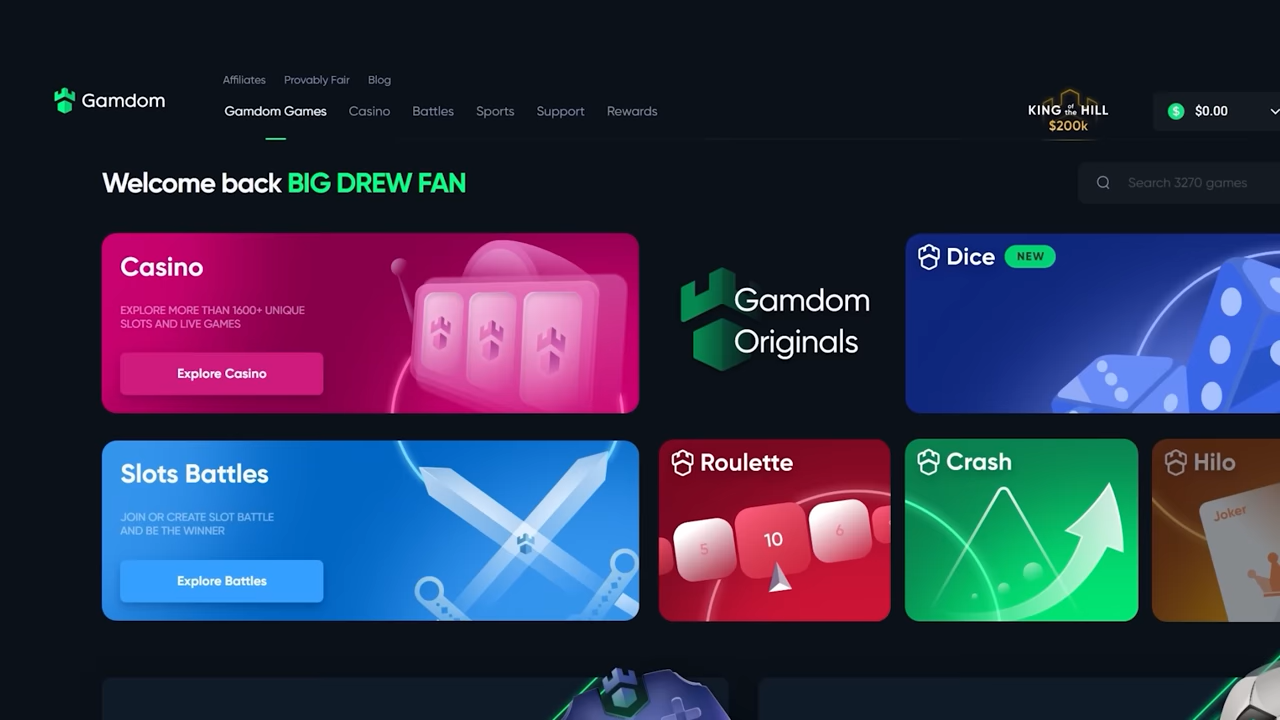 Affiliates Provably Fair Blog
Gamdom
Gamdom Games Casino Battles Sports Support Rewards
KING of the HILL
$200k
$0.00
Welcome back BIG DREW FAN
Search 3270 games
Casino
EXPLORE MORE THAN 1600+ UNIQUE
SLOTS AND LIVE GAMES
Explore Casino
Gamdom
Originals
Dice NEW
Slots Battles
JOIN OR CREATE SLOT BATTLE
AND BE THE WINNER
Explore Battles
Roulette
5 10 6
Crash
Hilo
Joker